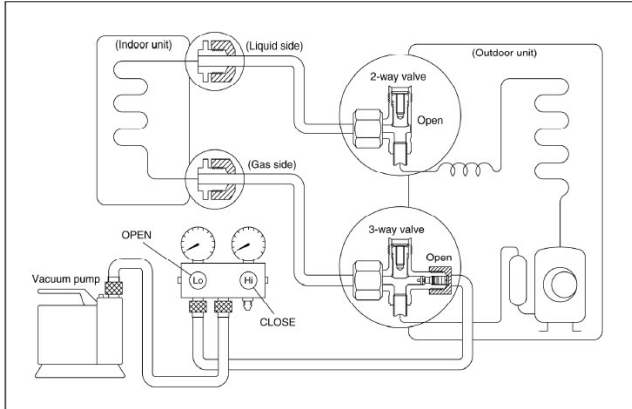 (Indoor unit)
(Liquid side)
(Outdoor unit)
2-way valve
Open
(Gas side)
3-way valve
OPEN
Open
Vacuum pump
Lo
Hi
CLOSE